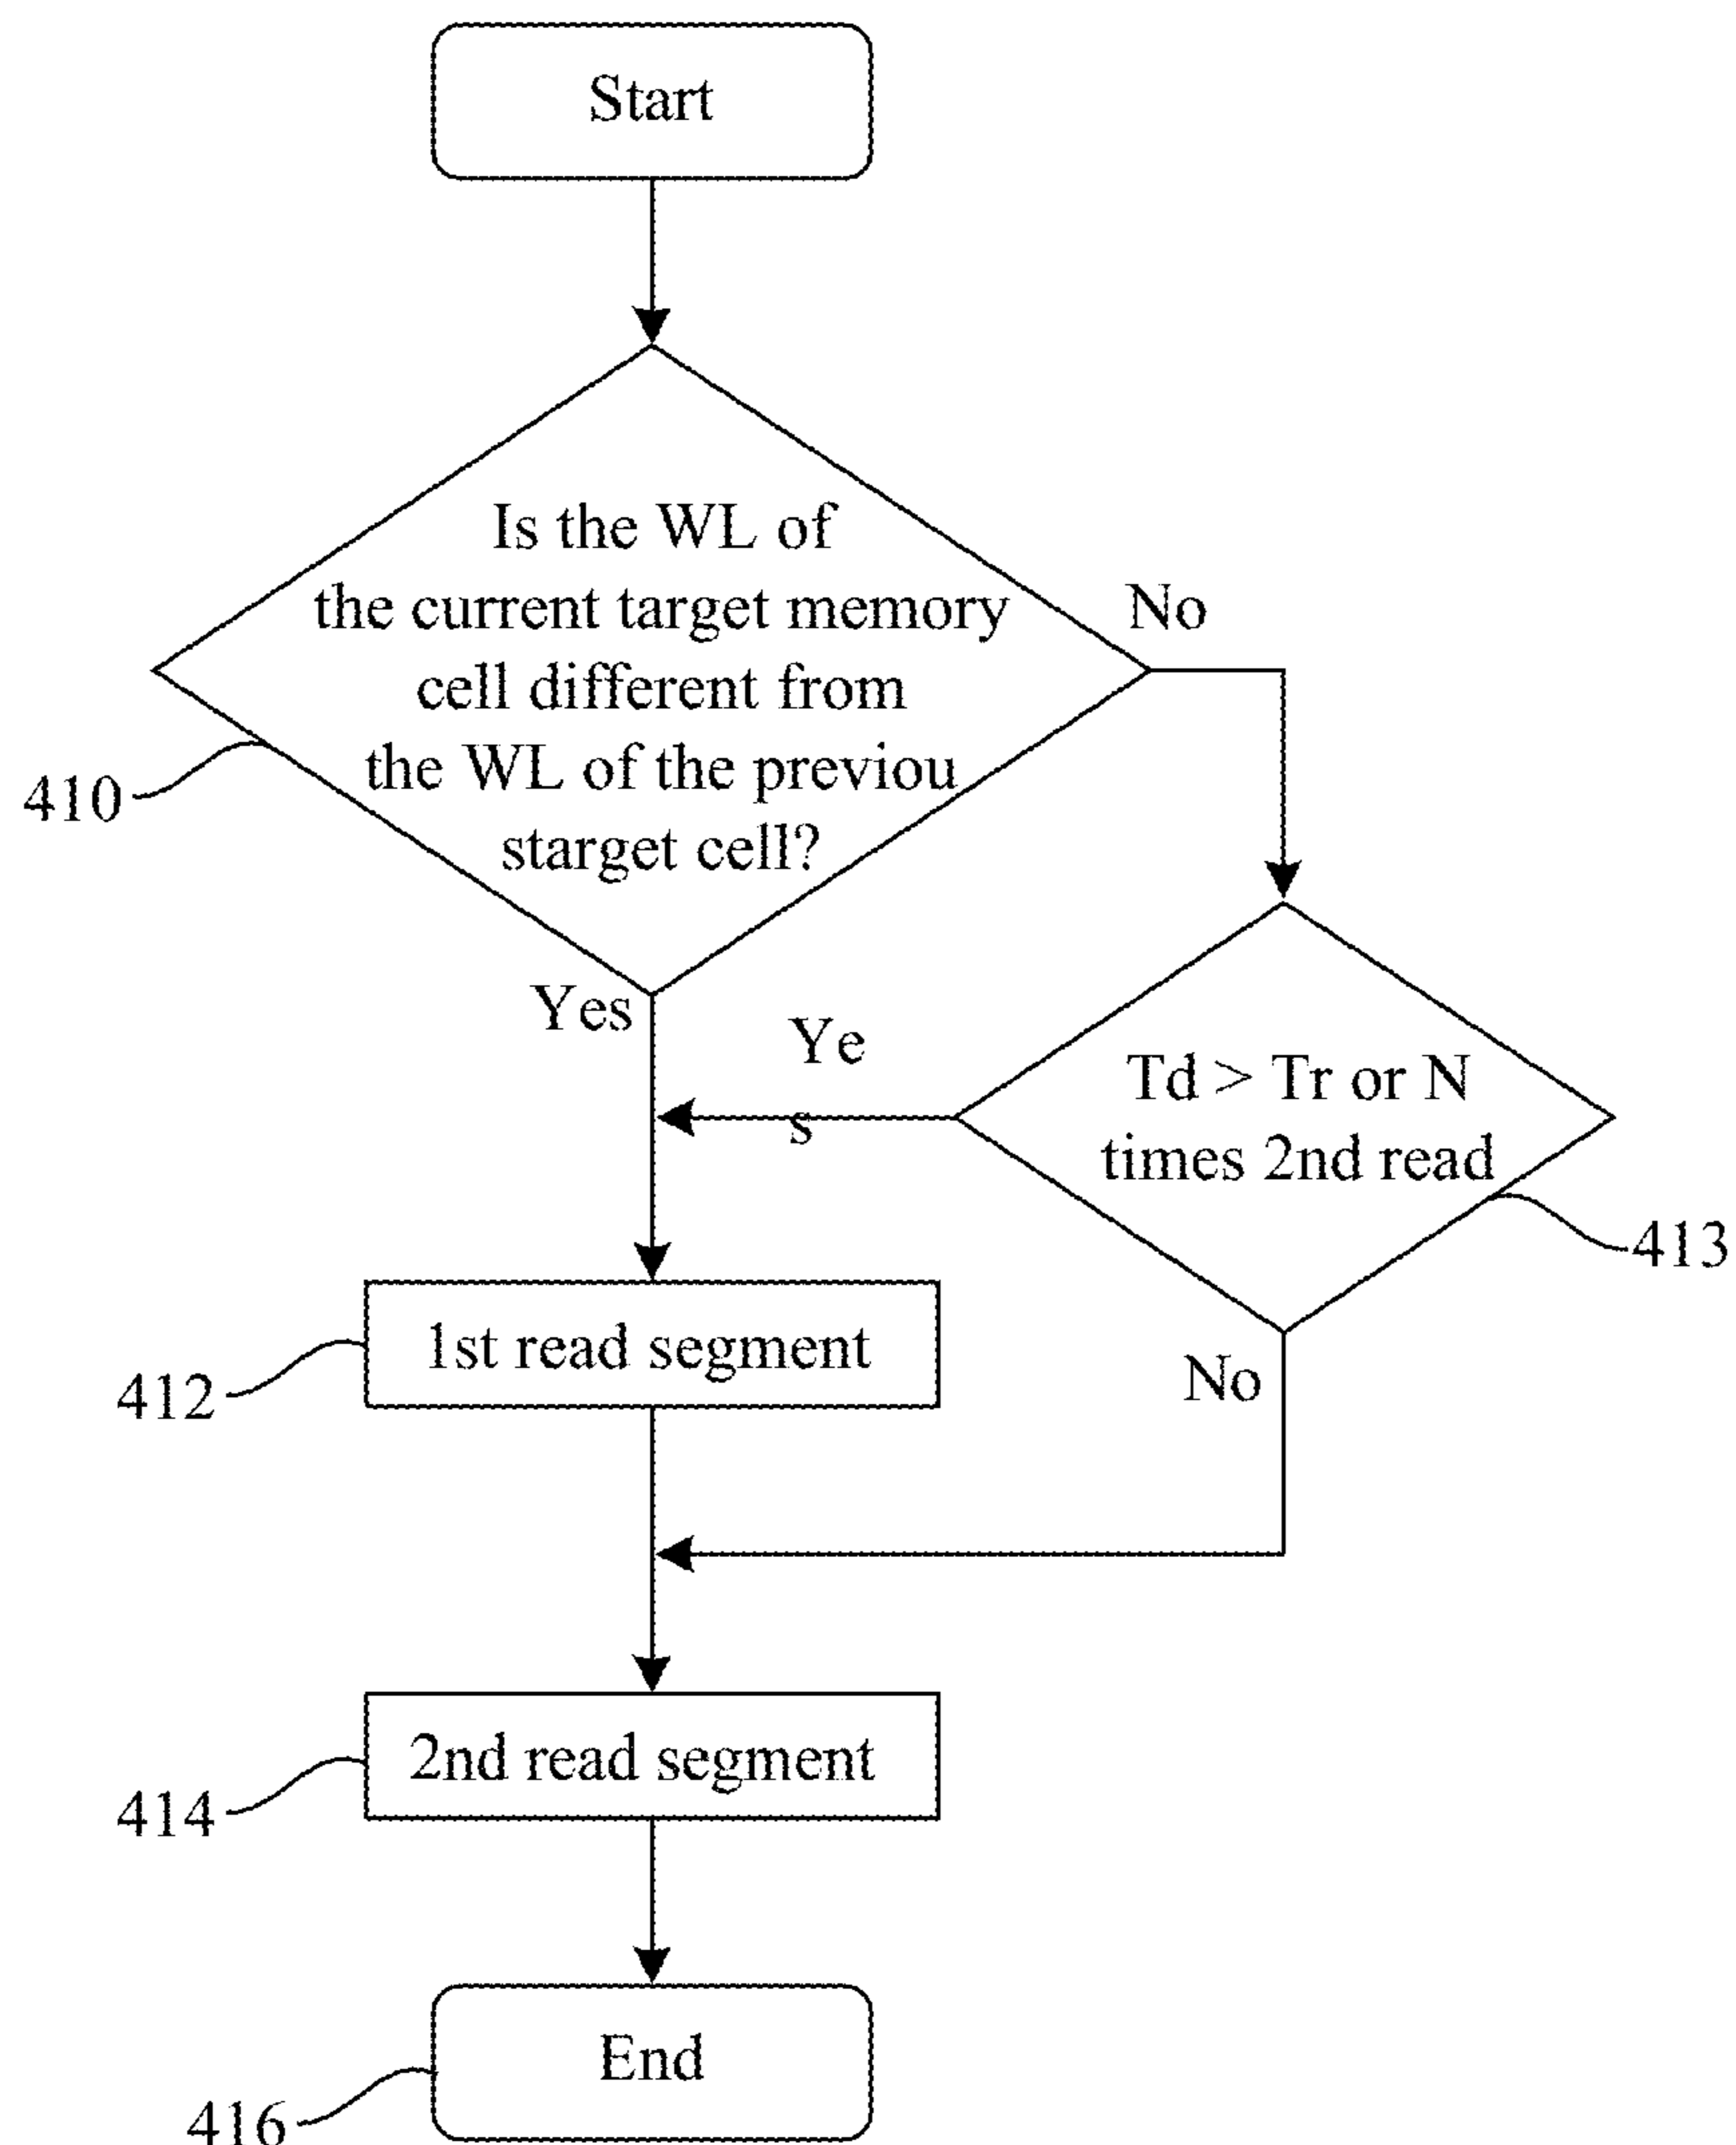 Start
Is the WL of
the current target memory
cell different from
the WL of the previou
starget cell?
No
410
Yes
Ye
s
Td > Tr or N
times 2nd read
413
1st read segment
412
No
2nd read segment
414
End
416